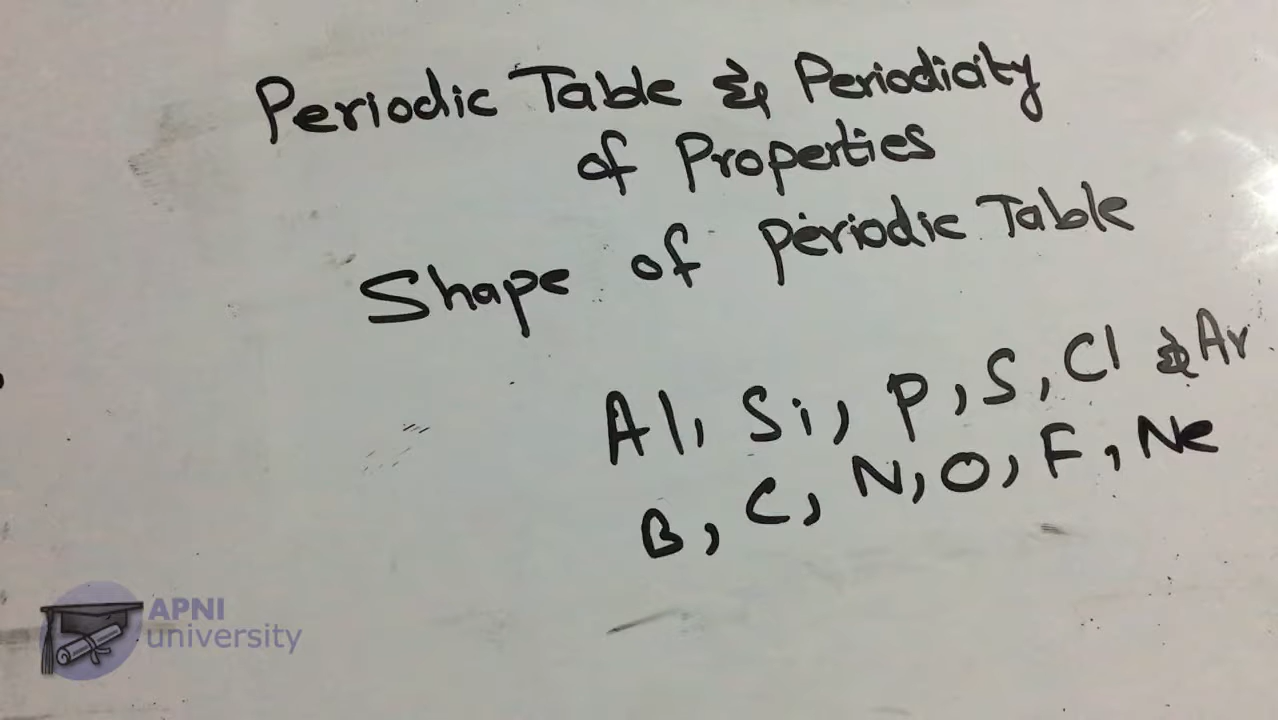 Periodic Table & Periodicity
of Properties
Shape of periodic Table
Al, Si, P, S, Cl & Ar
B, C, N, O, F, Ne
APNI
university